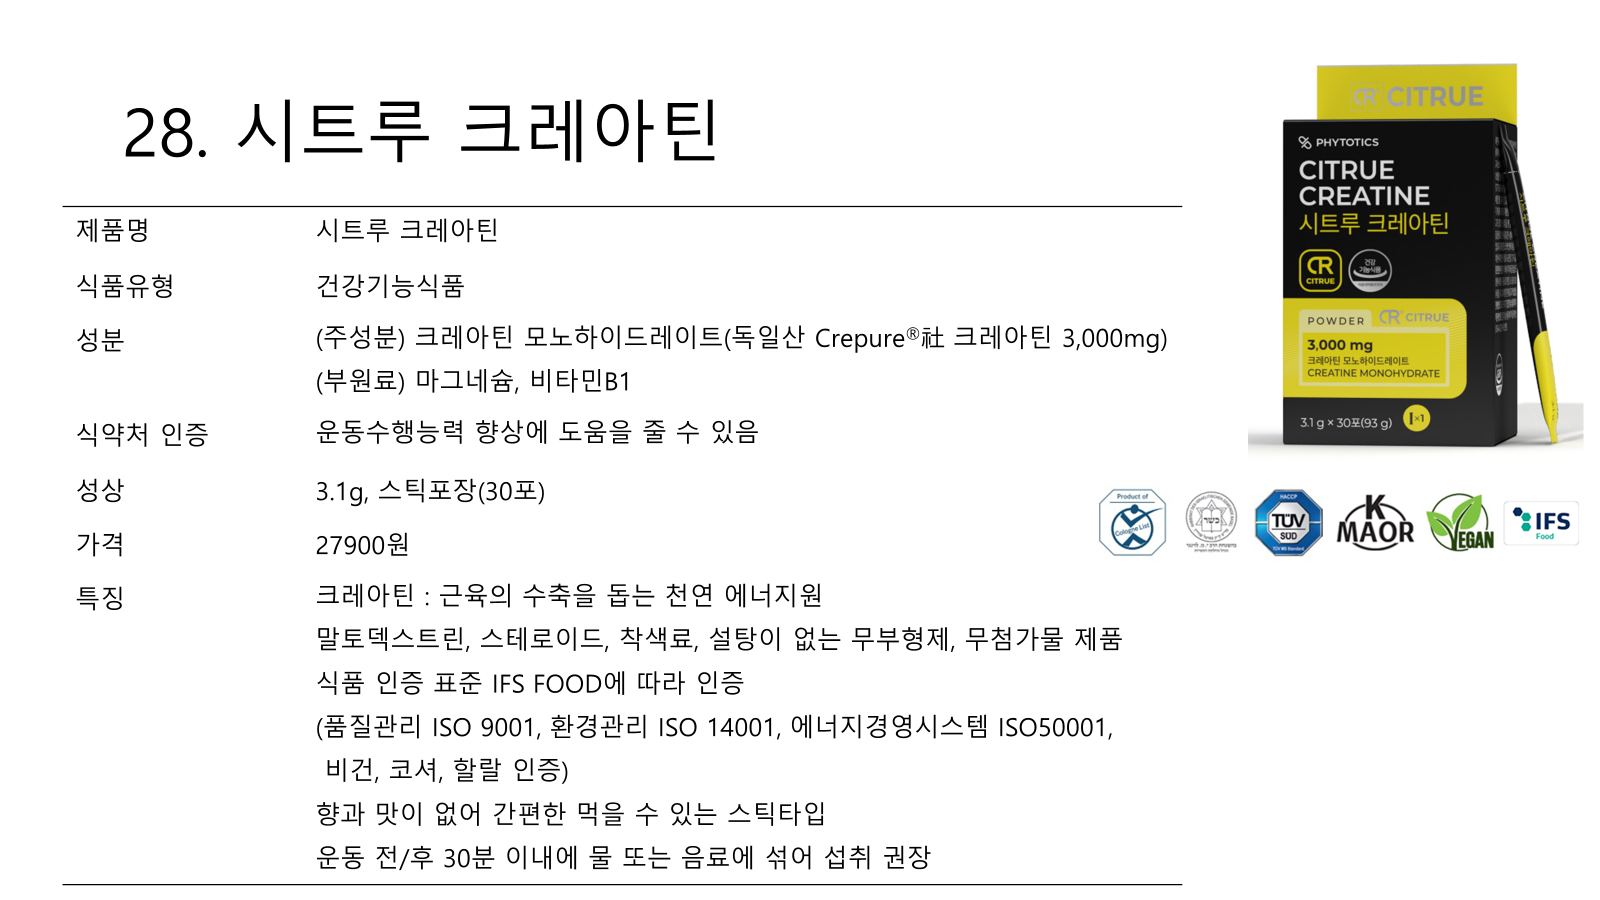 28. 시트루 크레아틴
제품명 시트루 크레아틴
식품유형 건강기능식품
성분 (주성분) 크레아틴 모노하이드레이트(독일산 Crepure®社 크레아틴 3,000mg)
(부원료) 마그네슘, 비타민B1
식약처 인증 운동수행능력 향상에 도움을 줄 수 있음
성상 3.1g, 스틱포장(30포)
가격 27900원
특징 크레아틴 : 근육의 수축을 돕는 천연 에너지원
말토덱스트린, 스테로이드, 착색료, 설탕이 없는 무부형제, 무첨가물 제품
식품 인증 표준 IFS FOOD에 따라 인증
(품질관리 ISO 9001, 환경관리 ISO 14001, 에너지경영시스템 ISO50001,
비건, 코셔, 할랄 인증)
향과 맛이 없어 간편한 먹을 수 있는 스틱타입
운동 전/후 30분 이내에 물 또는 음료에 섞어 섭취 권장
CR CITRUE
PHYTOTICS
CITRUE
CREATINE
시트루 크레아틴
CR
CITRUE
건강
기능식품
POWDER CR CITRUE
3,000 mg
크레아틴 모노하이드레이트
CREATINE MONOHYDRATE
3.1 g × 30포(93 g)
1×1
Product of
Cologne List
כשר
HACCP
TÜV
SÜD
K
MAOR
VEGAN
IFS
Food